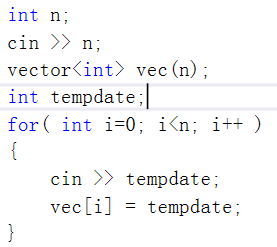 int n;
cin >> n;
vector<int> vec(n);
int tempdate;
for( int i=0; i<n; i++ )
{
    cin >> tempdate;
    vec[i] = tempdate;
}